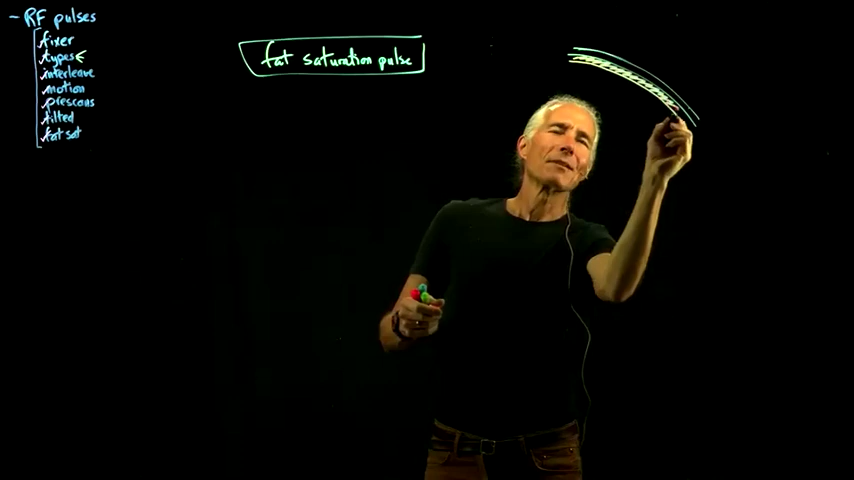 - RF pulses
fixer
types
interleave
motion
prescans
tilted
fat sat
fat saturation pulse